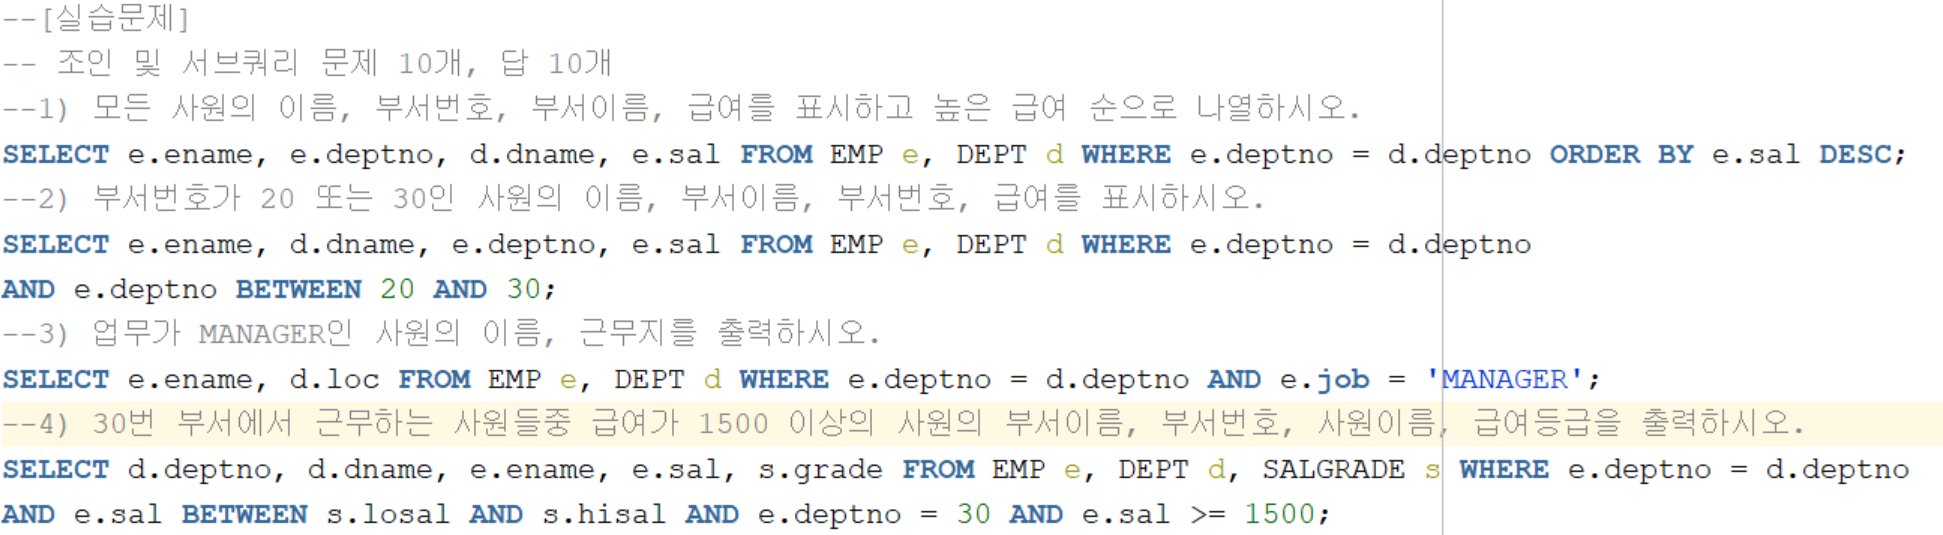 --[실습문제]
-- 조인 및 서브쿼리 문제 10개, 답 10개
--1) 모든 사원의 이름, 부서번호, 부서이름, 급여를 표시하고 높은 급여 순으로 나열하시오.
SELECT e.ename, e.deptno, d.dname, e.sal FROM EMP e, DEPT d WHERE e.deptno = d.deptno ORDER BY e.sal DESC;
--2) 부서번호가 20 또는 30인 사원의 이름, 부서이름, 부서번호, 급여를 표시하시오.
SELECT e.ename, d.dname, e.deptno, e.sal FROM EMP e, DEPT d WHERE e.deptno = d.deptno
AND e.deptno BETWEEN 20 AND 30;
--3) 업무가 MANAGER인 사원의 이름, 근무지를 출력하시오.
SELECT e.ename, d.loc FROM EMP e, DEPT d WHERE e.deptno = d.deptno AND e.job = 'MANAGER';
--4) 30번 부서에서 근무하는 사원들중 급여가 1500 이상의 사원의 부서이름, 부서번호, 사원이름, 급여등급을 출력하시오.
SELECT d.deptno, d.dname, e.ename, e.sal, s.grade FROM EMP e, DEPT d, SALGRADE s WHERE e.deptno = d.deptno
AND e.sal BETWEEN s.losal AND s.hisal AND e.deptno = 30 AND e.sal >= 1500;